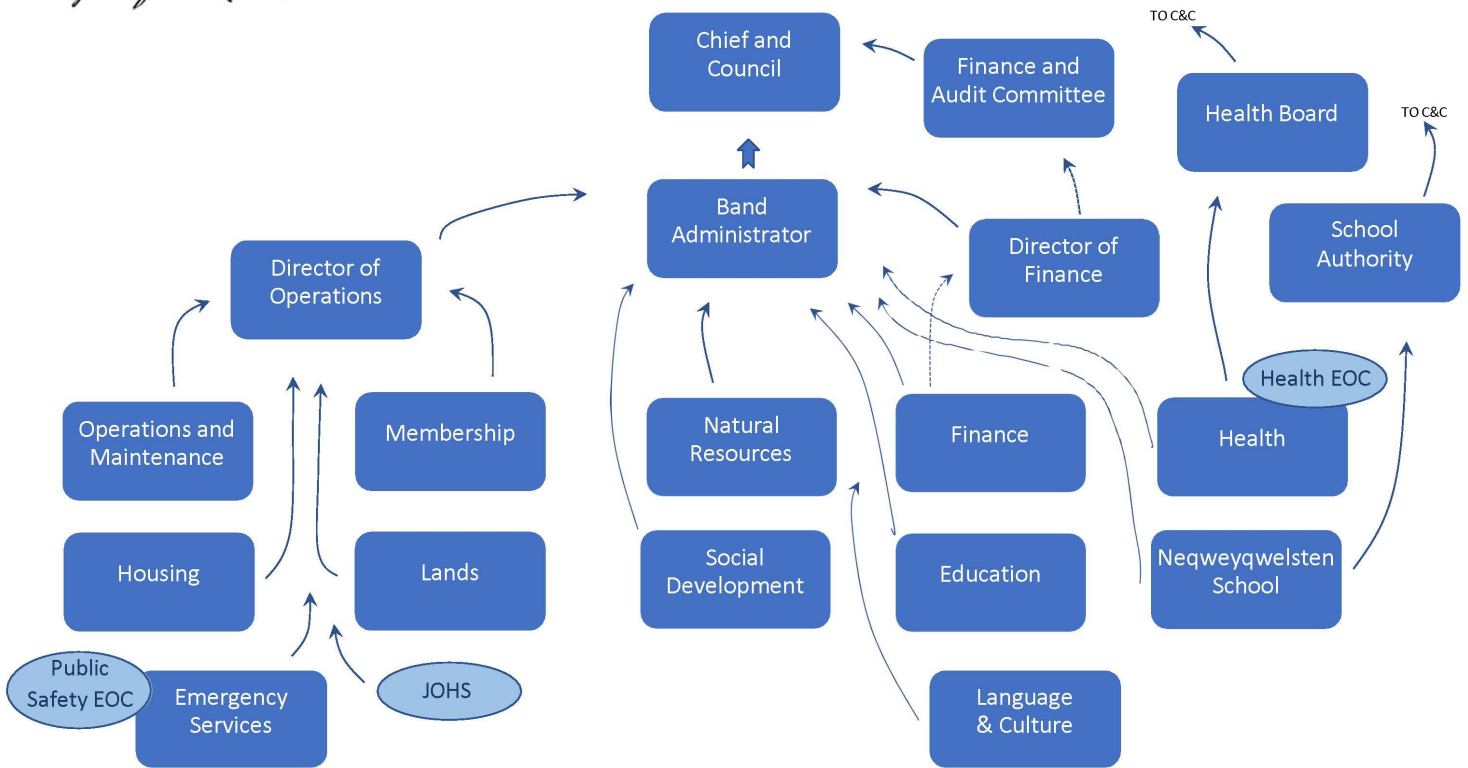 Chief and
Council
Finance and
Audit Committee
TO C&C
Health Board
TO C&C
School
Authority
Band
Administrator
Director of
Finance
Director of
Operations
Operations and
Maintenance
Membership
Natural
Resources
Finance
Health EOC
Health
Housing
Lands
Social
Development
Education
Neqweyqwelsten
School
Public
Safety EOC
Emergency
Services
JOHS
Language
& Culture